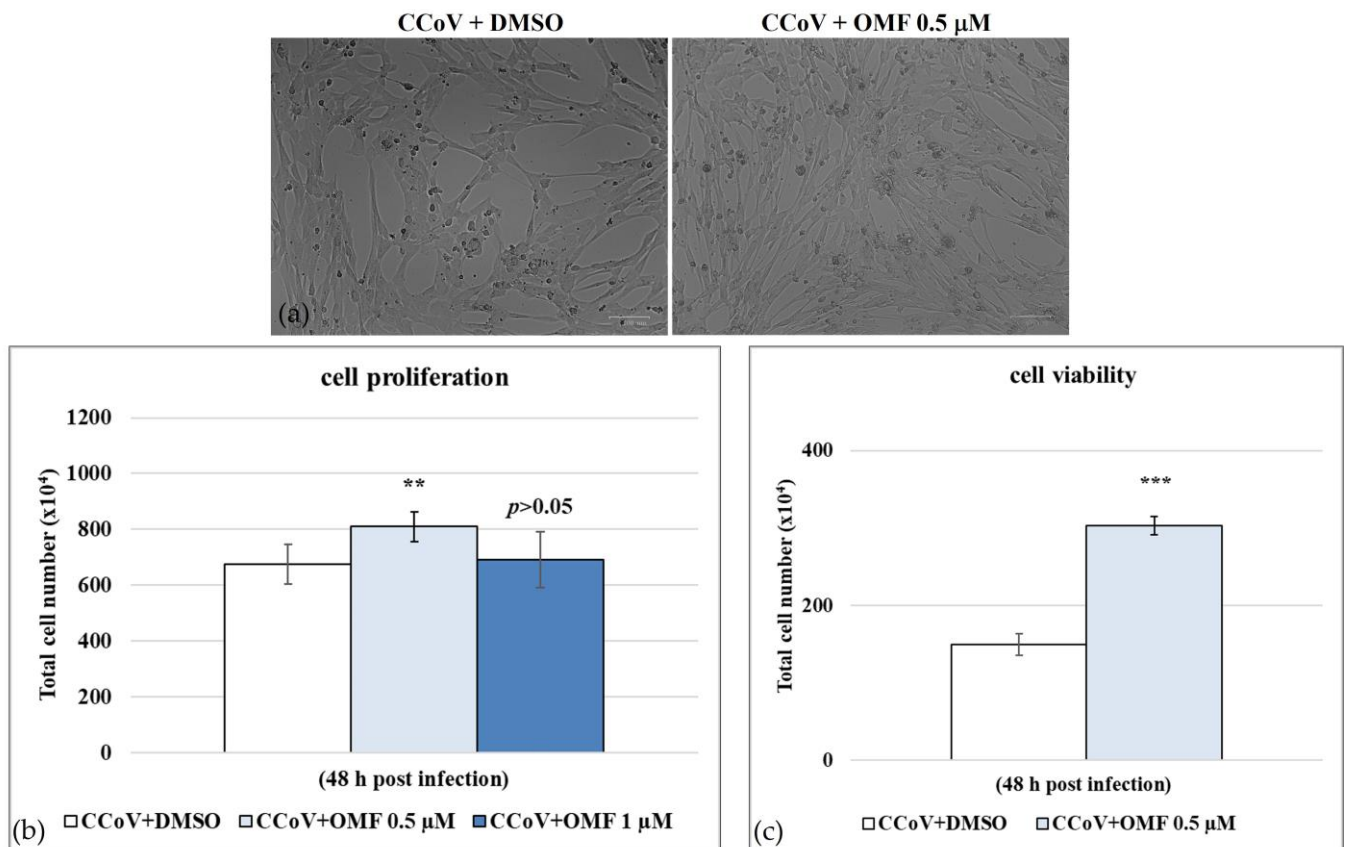 CCoV + DMSO
CCoV + OMF 0.5 µM
(a)
cell proliferation
Total cell number (x10⁴)
1200
1000
800
600
400
200
0
**
p>0.05
(48 h post infection)
CCoV+DMSO CCoV+OMF 0.5 µM CCoV+OMF 1 µM
(b)
cell viability
Total cell number (x10⁴)
400
200
0
***
(48 h post infection)
CCoV+DMSO CCoV+OMF 0.5 µM
(c)